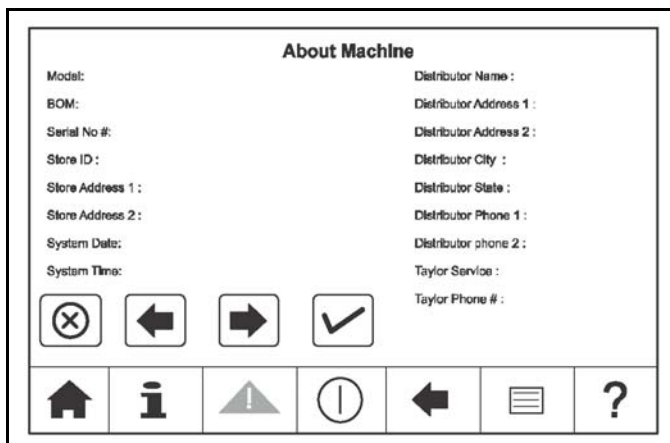 About Machine
Model:
BOM:
Serial No #:
Store ID :
Store Address 1 :
Store Address 2 :
System Date:
System Time:
Distributor Name :
Distributor Address 1 :
Distributor Address 2 :
Distributor City :
Distributor State :
Distributor Phone 1 :
Distributor phone 2 :
Taylor Service :
Taylor Phone # :
?